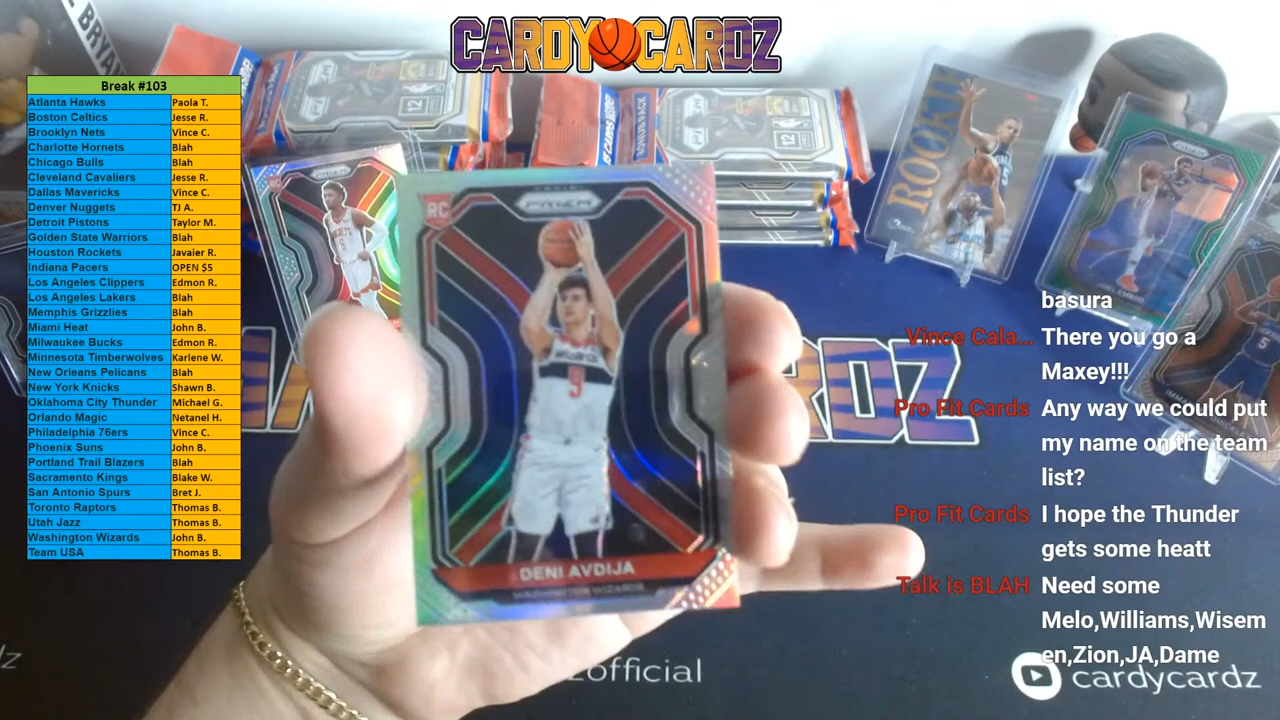 CARDY CARDZ
BRYAN
Break #103
Atlanta Hawks Paola T.
Boston Celtics Jesse R.
Brooklyn Nets Vince C.
Charlotte Hornets Blah
Chicago Bulls Blah
Cleveland Cavaliers Jesse R.
Dallas Mavericks Vince C.
Denver Nuggets TJ A.
Detroit Pistons Taylor M.
Golden State Warriors Blah
Houston Rockets Javaier R.
Indiana Pacers OPEN $5
Los Angeles Clippers Edmon R.
Los Angeles Lakers Blah
Memphis Grizzlies Blah
Miami Heat John B.
Milwaukee Bucks Edmon R.
Minnesota Timberwolves Karlene W.
New Orleans Pelicans Blah
New York Knicks Shawn B.
Oklahoma City Thunder Michael G.
Orlando Magic Netanel H.
Philadelphia 76ers Vince C.
Phoenix Suns John B.
Portland Trail Blazers Blah
Sacramento Kings Blake W.
San Antonio Spurs Bret J.
Toronto Raptors Thomas B.
Utah Jazz Thomas B.
Washington Wizards John B.
Team USA Thomas B.
RC
PRIZM
9
DENI AVDIJA
WASHINGTON WIZARDS
ROOKIE
12
12
basura
Vince Cala... There you go a
Maxey!!!
Pro Fit Cards Any way we could put
my name on the team
list?
Pro Fit Cards I hope the Thunder
gets some heatt
Talk is BLAH Need some
Melo,Williams,Wisem
en,Zion,JA,Dame
zofficial
cardycardz